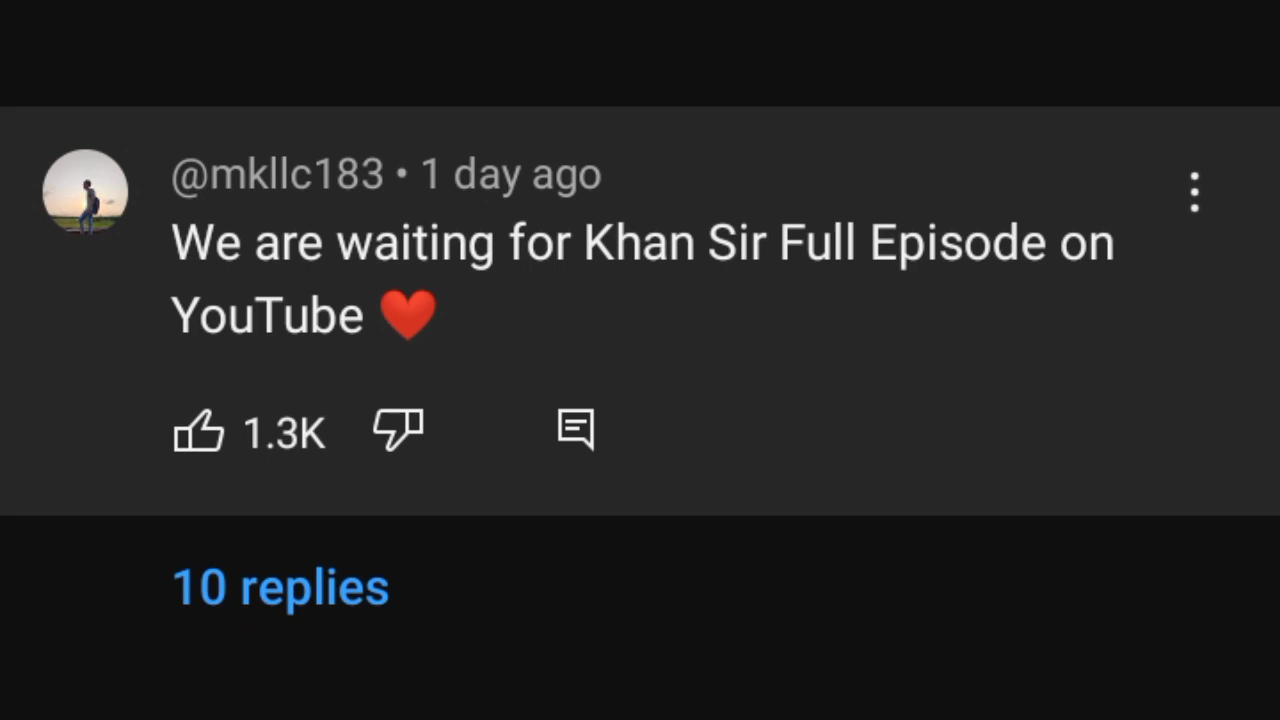 @mkllc183 • 1 day ago
We are waiting for Khan Sir Full Episode on
YouTube ❤️
1.3K
10 replies